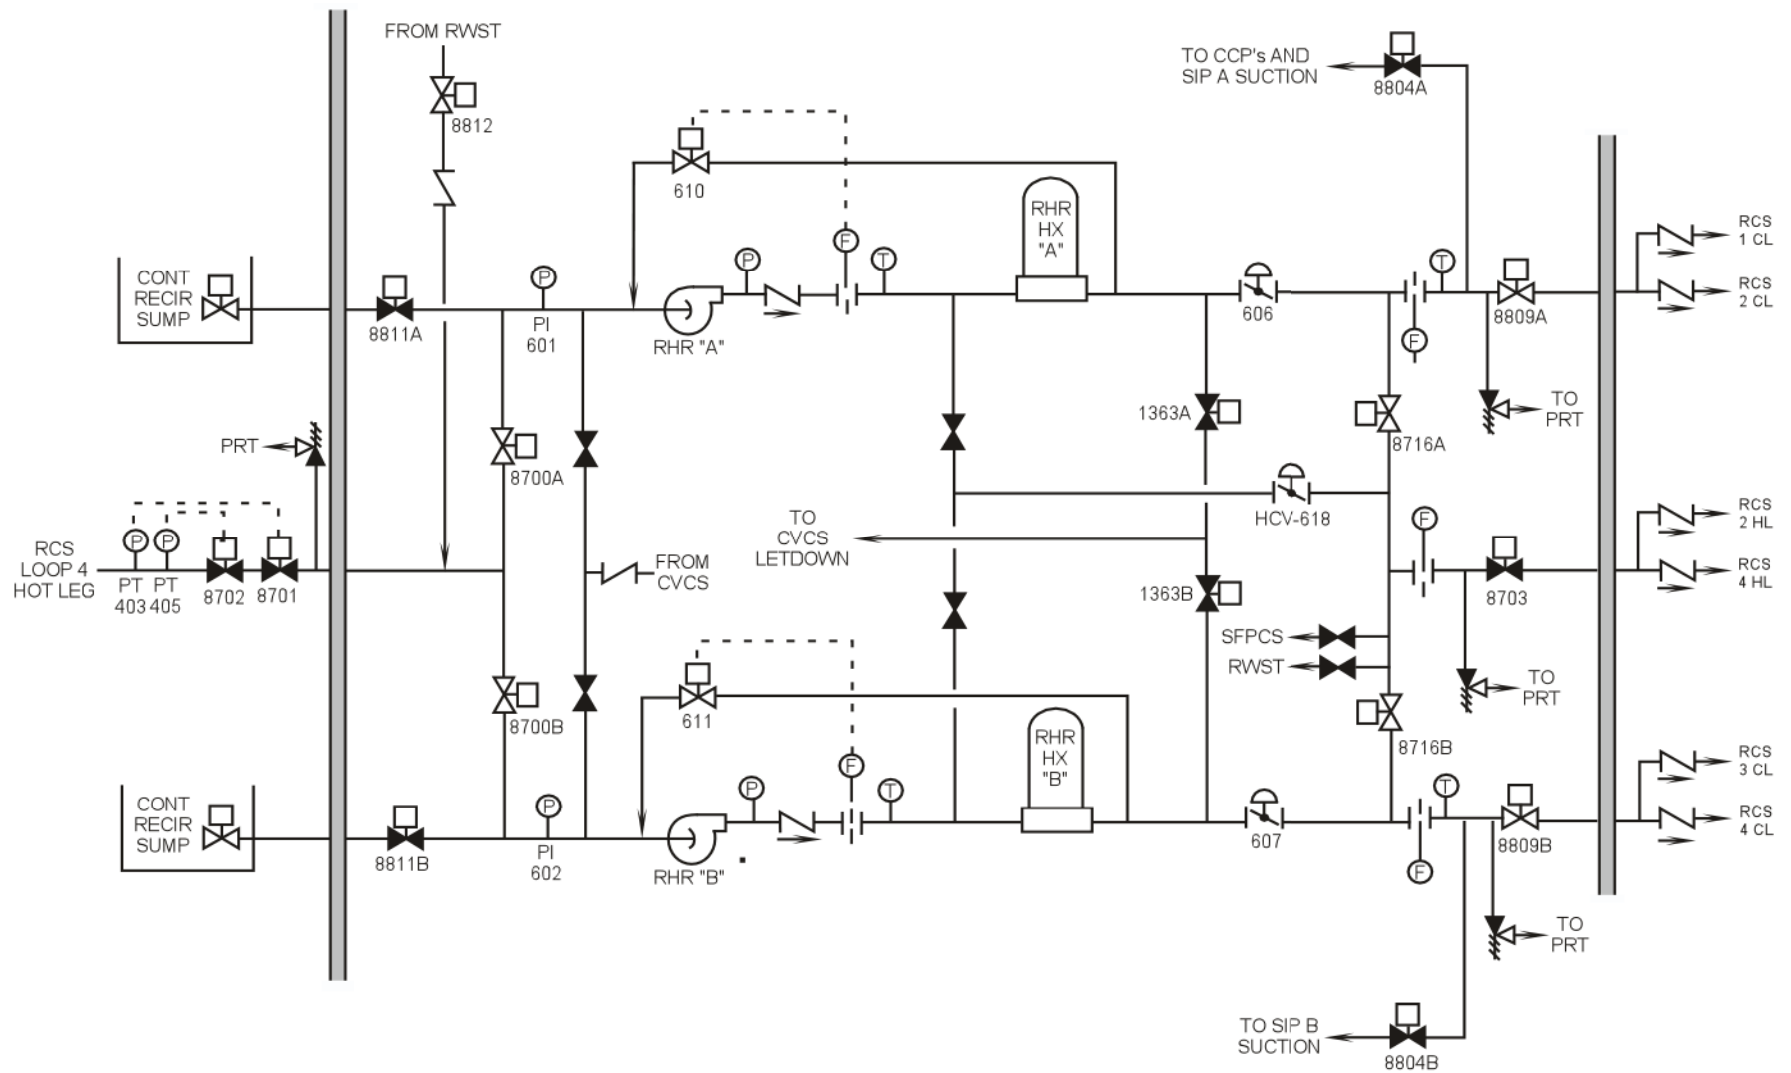 FROM RWST
8812
TO CCP's AND
SIP A SUCTION
8804A
610
F
RHR
HX
"A"
CONT
RECIR
SUMP
8811A
P
PI
601
RHR "A"
P
T
606
T
F
8809A
RCS
1 CL
RCS
2 CL
TO
PRT
PRT
8700A
1363A
8716A
HCV-618
TO
CVCS
LETDOWN
RCS
LOOP 4
HOT LEG
P
P
PT
403
PT
405
8702
8701
FROM
CVCS
1363B
F
8703
RCS
2 HL
RCS
4 HL
SFPCS
RWST
TO
PRT
8700B
611
8716B
F
RHR
HX
"B"
CONT
RECIR
SUMP
8811B
P
PI
602
RHR "B"
P
T
607
T
F
8809B
RCS
3 CL
RCS
4 CL
TO
PRT
TO SIP B
SUCTION
8804B